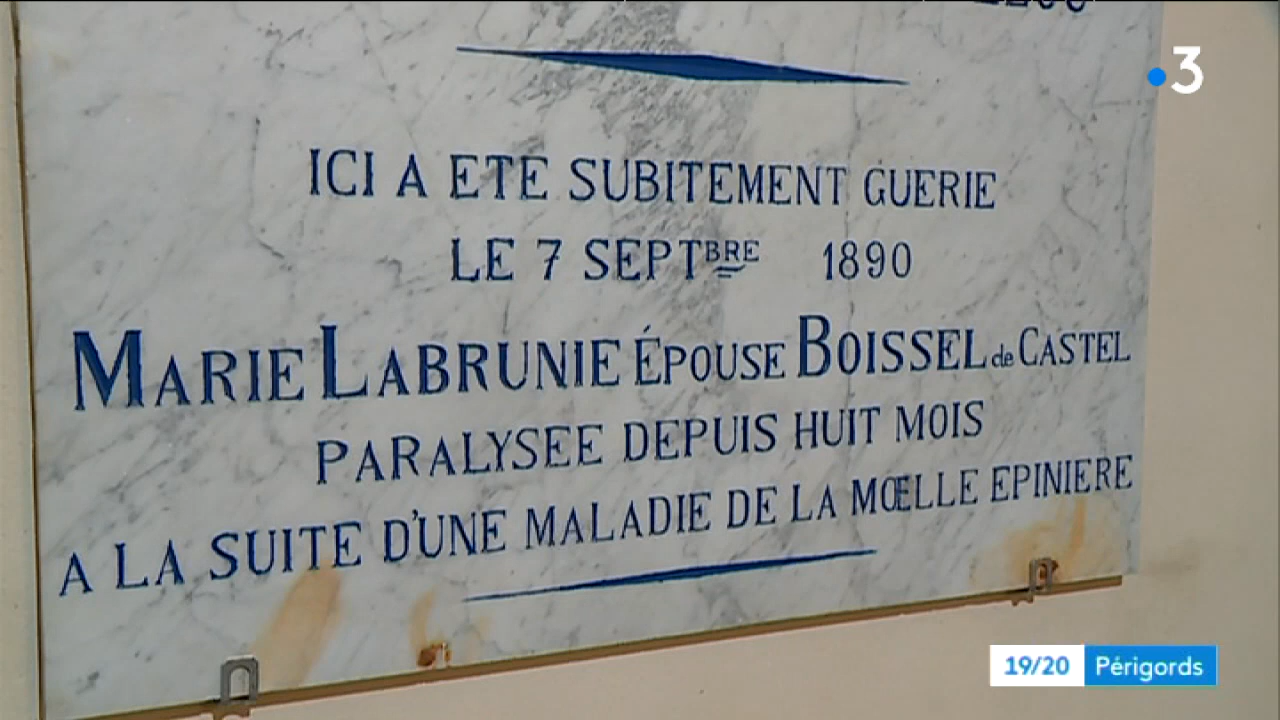 3
ICI A ETE SUBITEMENT GUERIE
LE 7 SEPTBRE 1890
MARIE LABRUNIE ÉPOUSE BOISSEL de CASTEL
PARALYSEE DEPUIS HUIT MOIS
A LA SUITE D'UNE MALADIE DE LA MŒLLE EPINIERE
19/20 Périgords